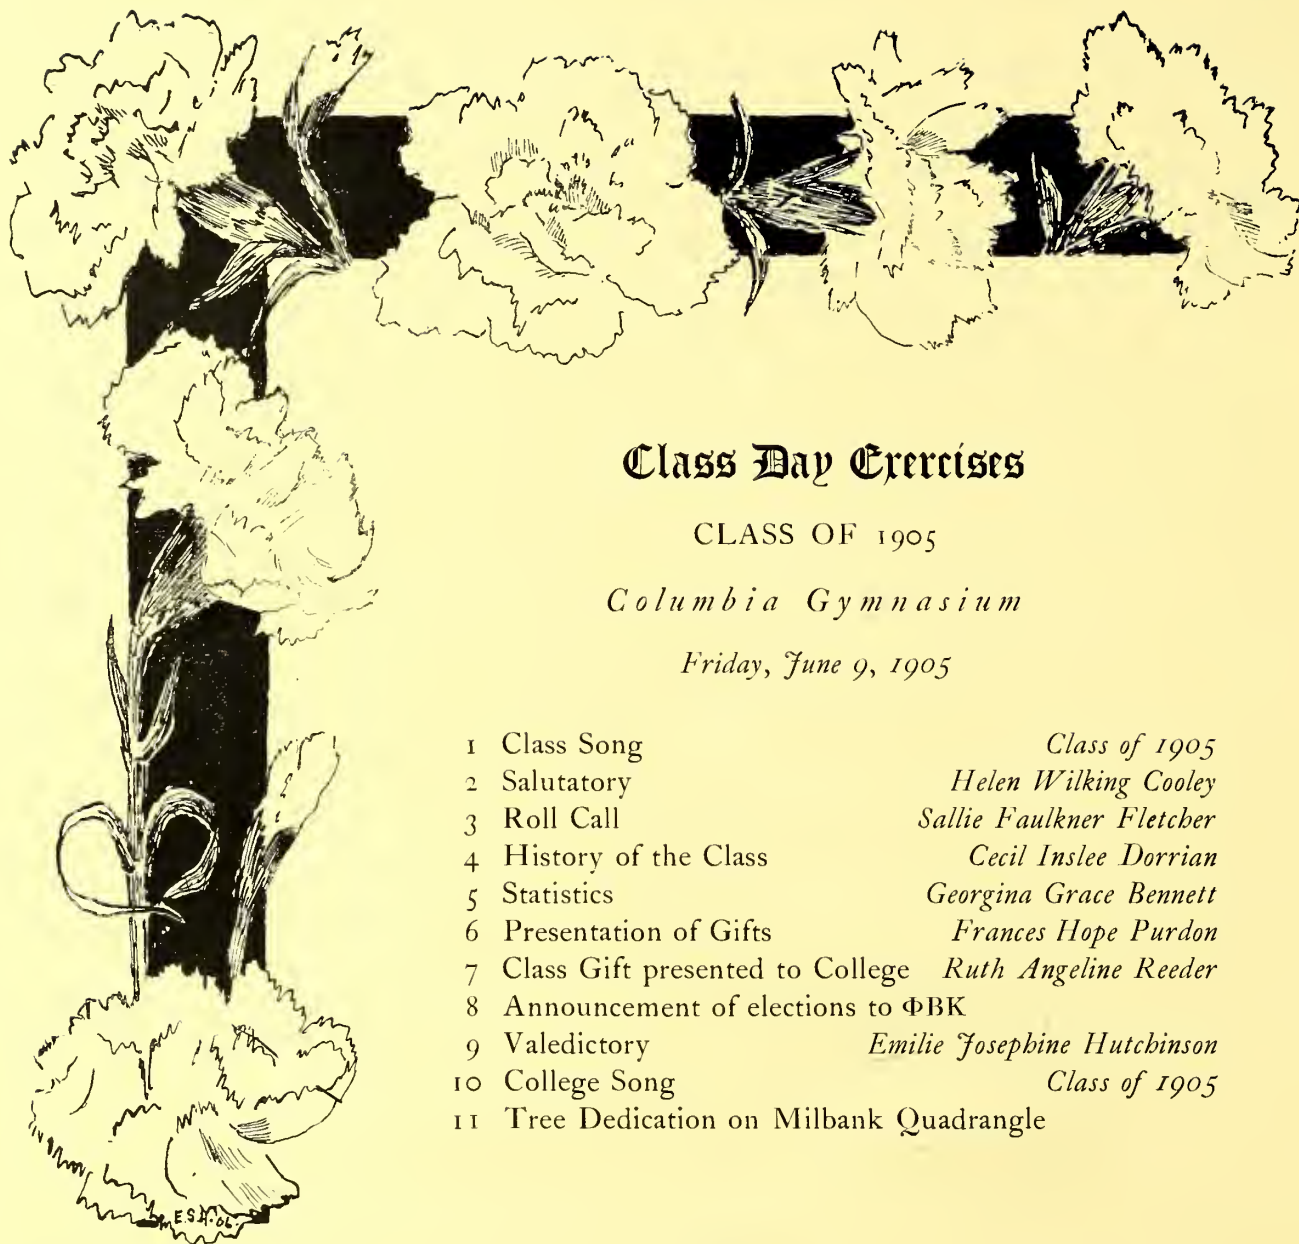 Class Day Exercises
CLASS OF 1905
Columbia Gymnasium
Friday, June 9, 1905
1 Class Song Class of 1905
2 Salutatory Helen Wilking Cooley
3 Roll Call Sallie Faulkner Fletcher
4 History of the Class Cecil Inslee Dorrian
5 Statistics Georgina Grace Bennett
6 Presentation of Gifts Frances Hope Purdon
7 Class Gift presented to College Ruth Angeline Reeder
8 Announcement of elections to ΦΒΚ
9 Valedictory Emilie Josephine Hutchinson
10 College Song Class of 1905
11 Tree Dedication on Milbank Quadrangle